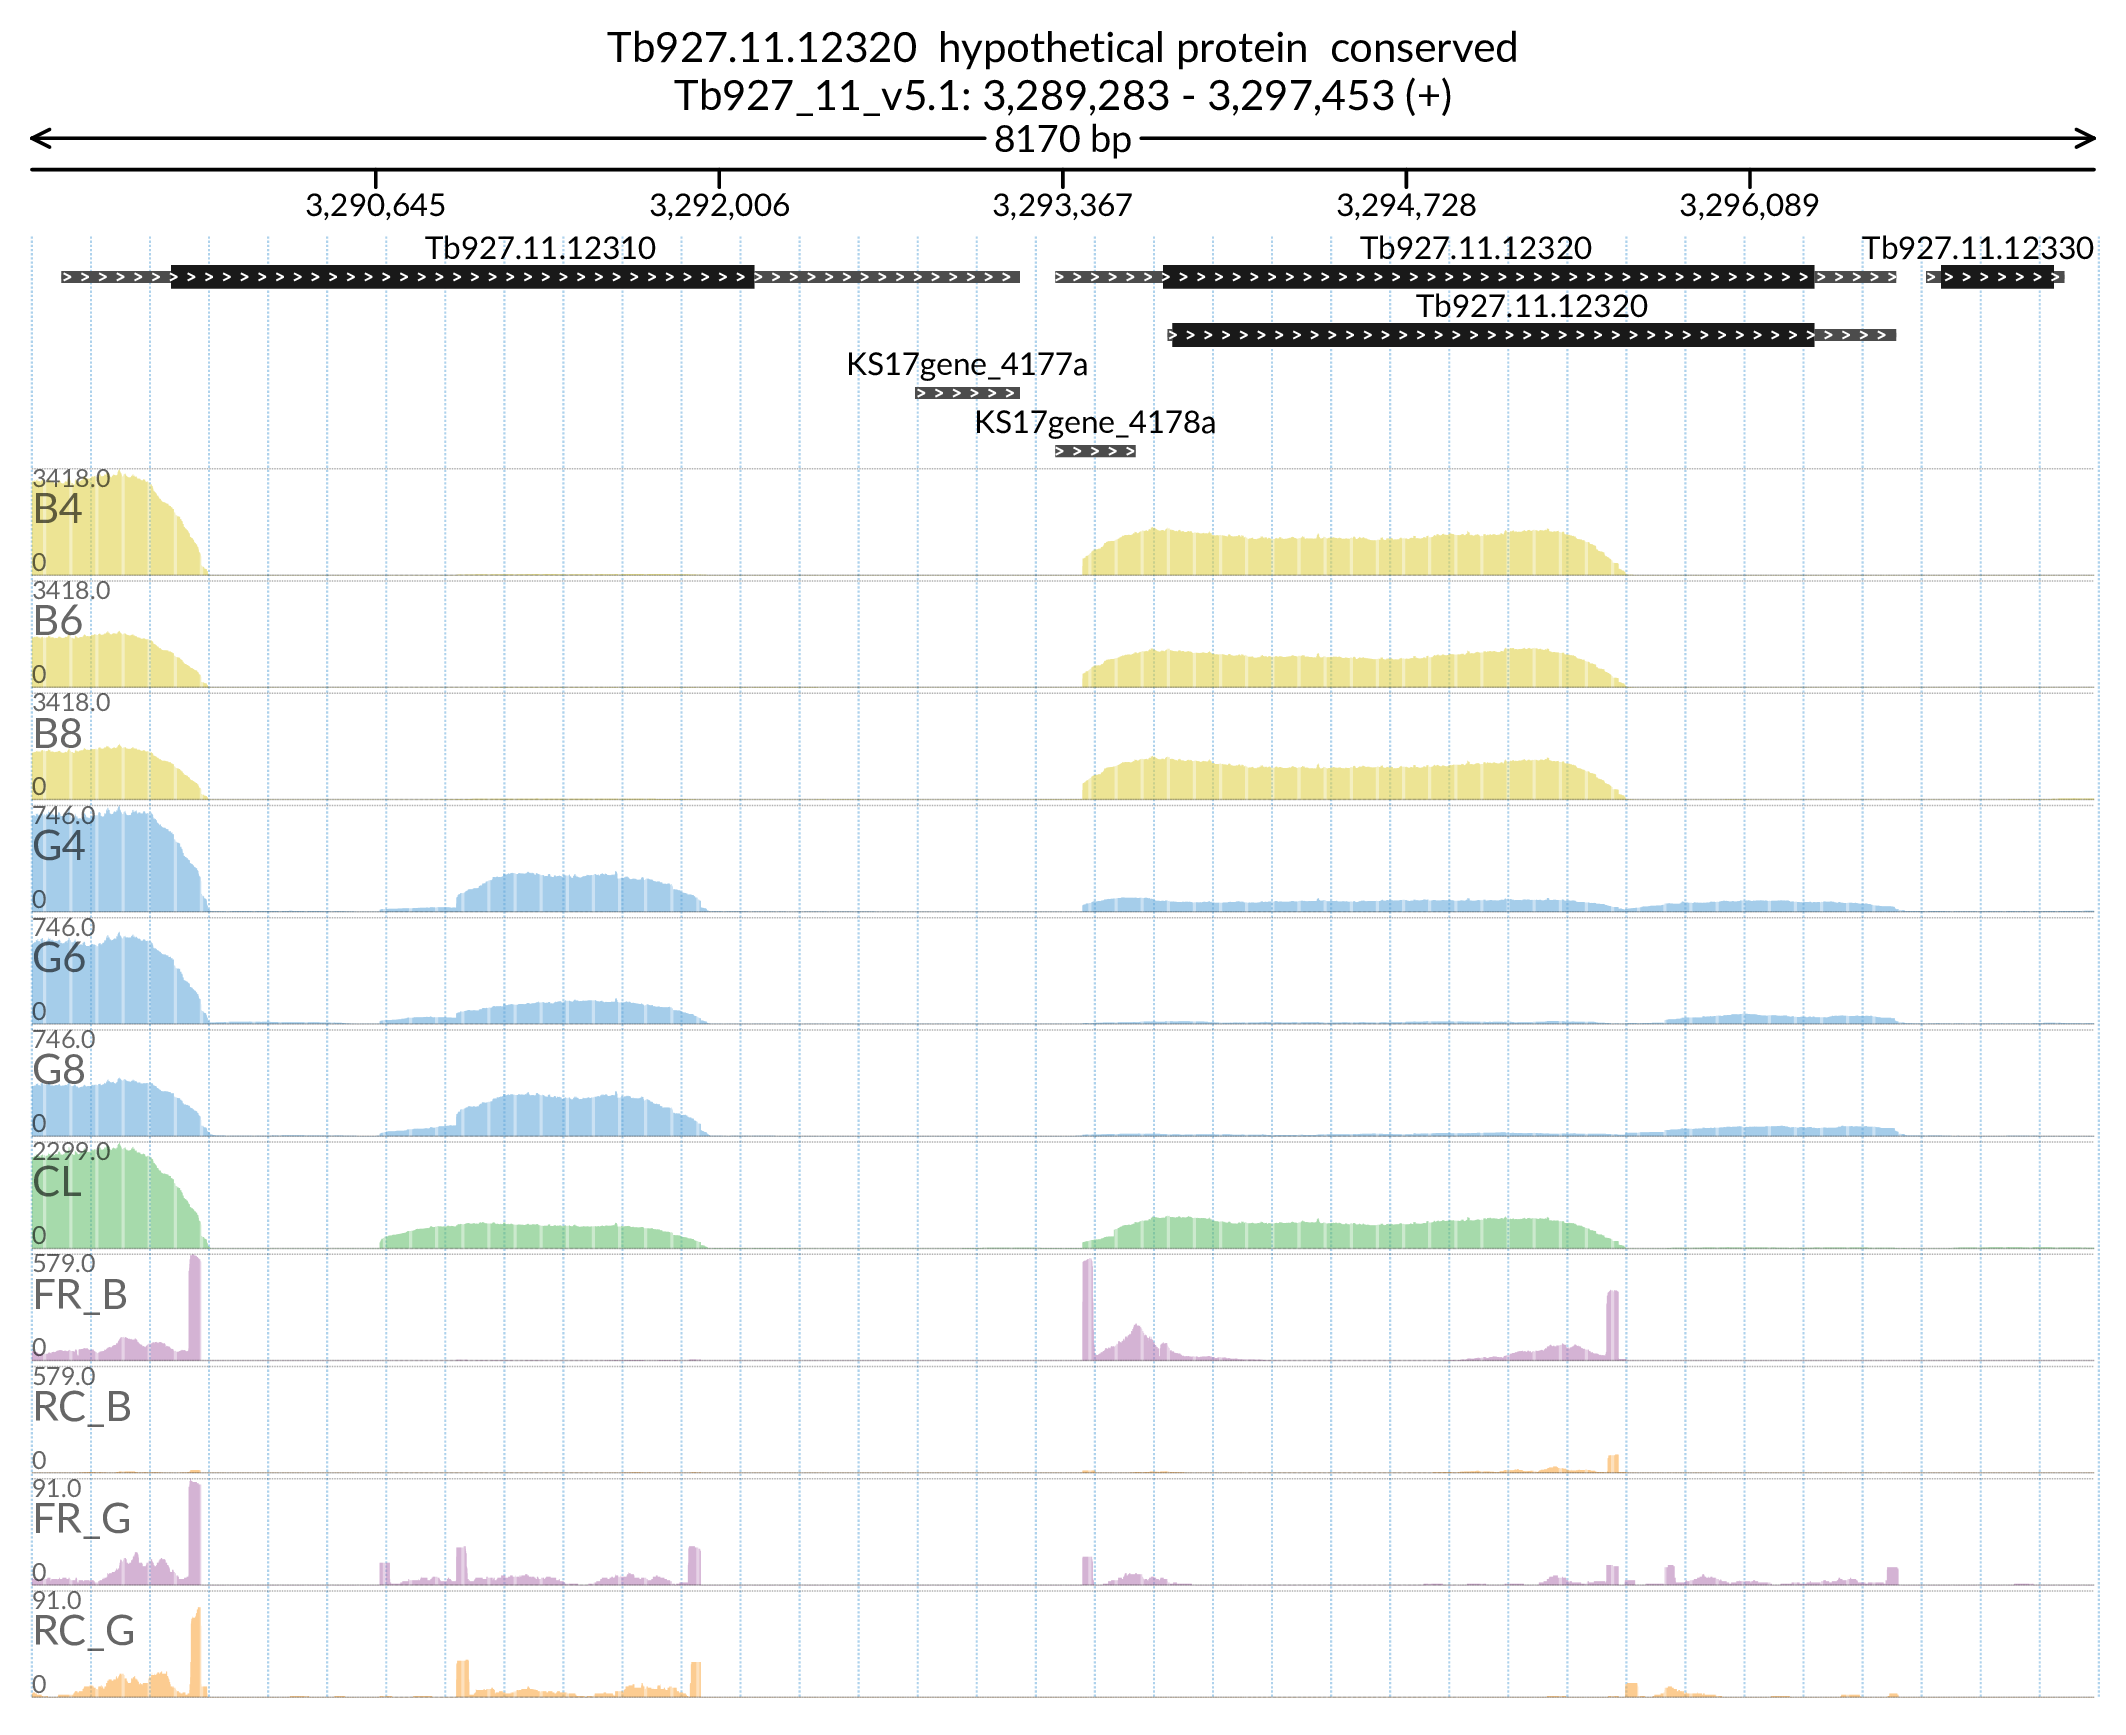 Tb927.11.12320  hypothetical protein  conserved
Tb927_11_v5.1: 3,289,283 - 3,297,453 (+)
8170 bp
3,290,645 3,292,006 3,293,367 3,294,728 3,296,089
Tb927.11.12310 Tb927.11.12320 Tb927.11.12330
Tb927.11.12320
KS17gene_4177a
KS17gene_4178a
3418.0
B4
0
3418.0
B6
0
3418.0
B8
0
746.0
G4
0
746.0
G6
0
746.0
G8
0
2299.0
CL
0
579.0
FR_B
0
579.0
RC_B
0
91.0
FR_G
0
91.0
RC_G
0